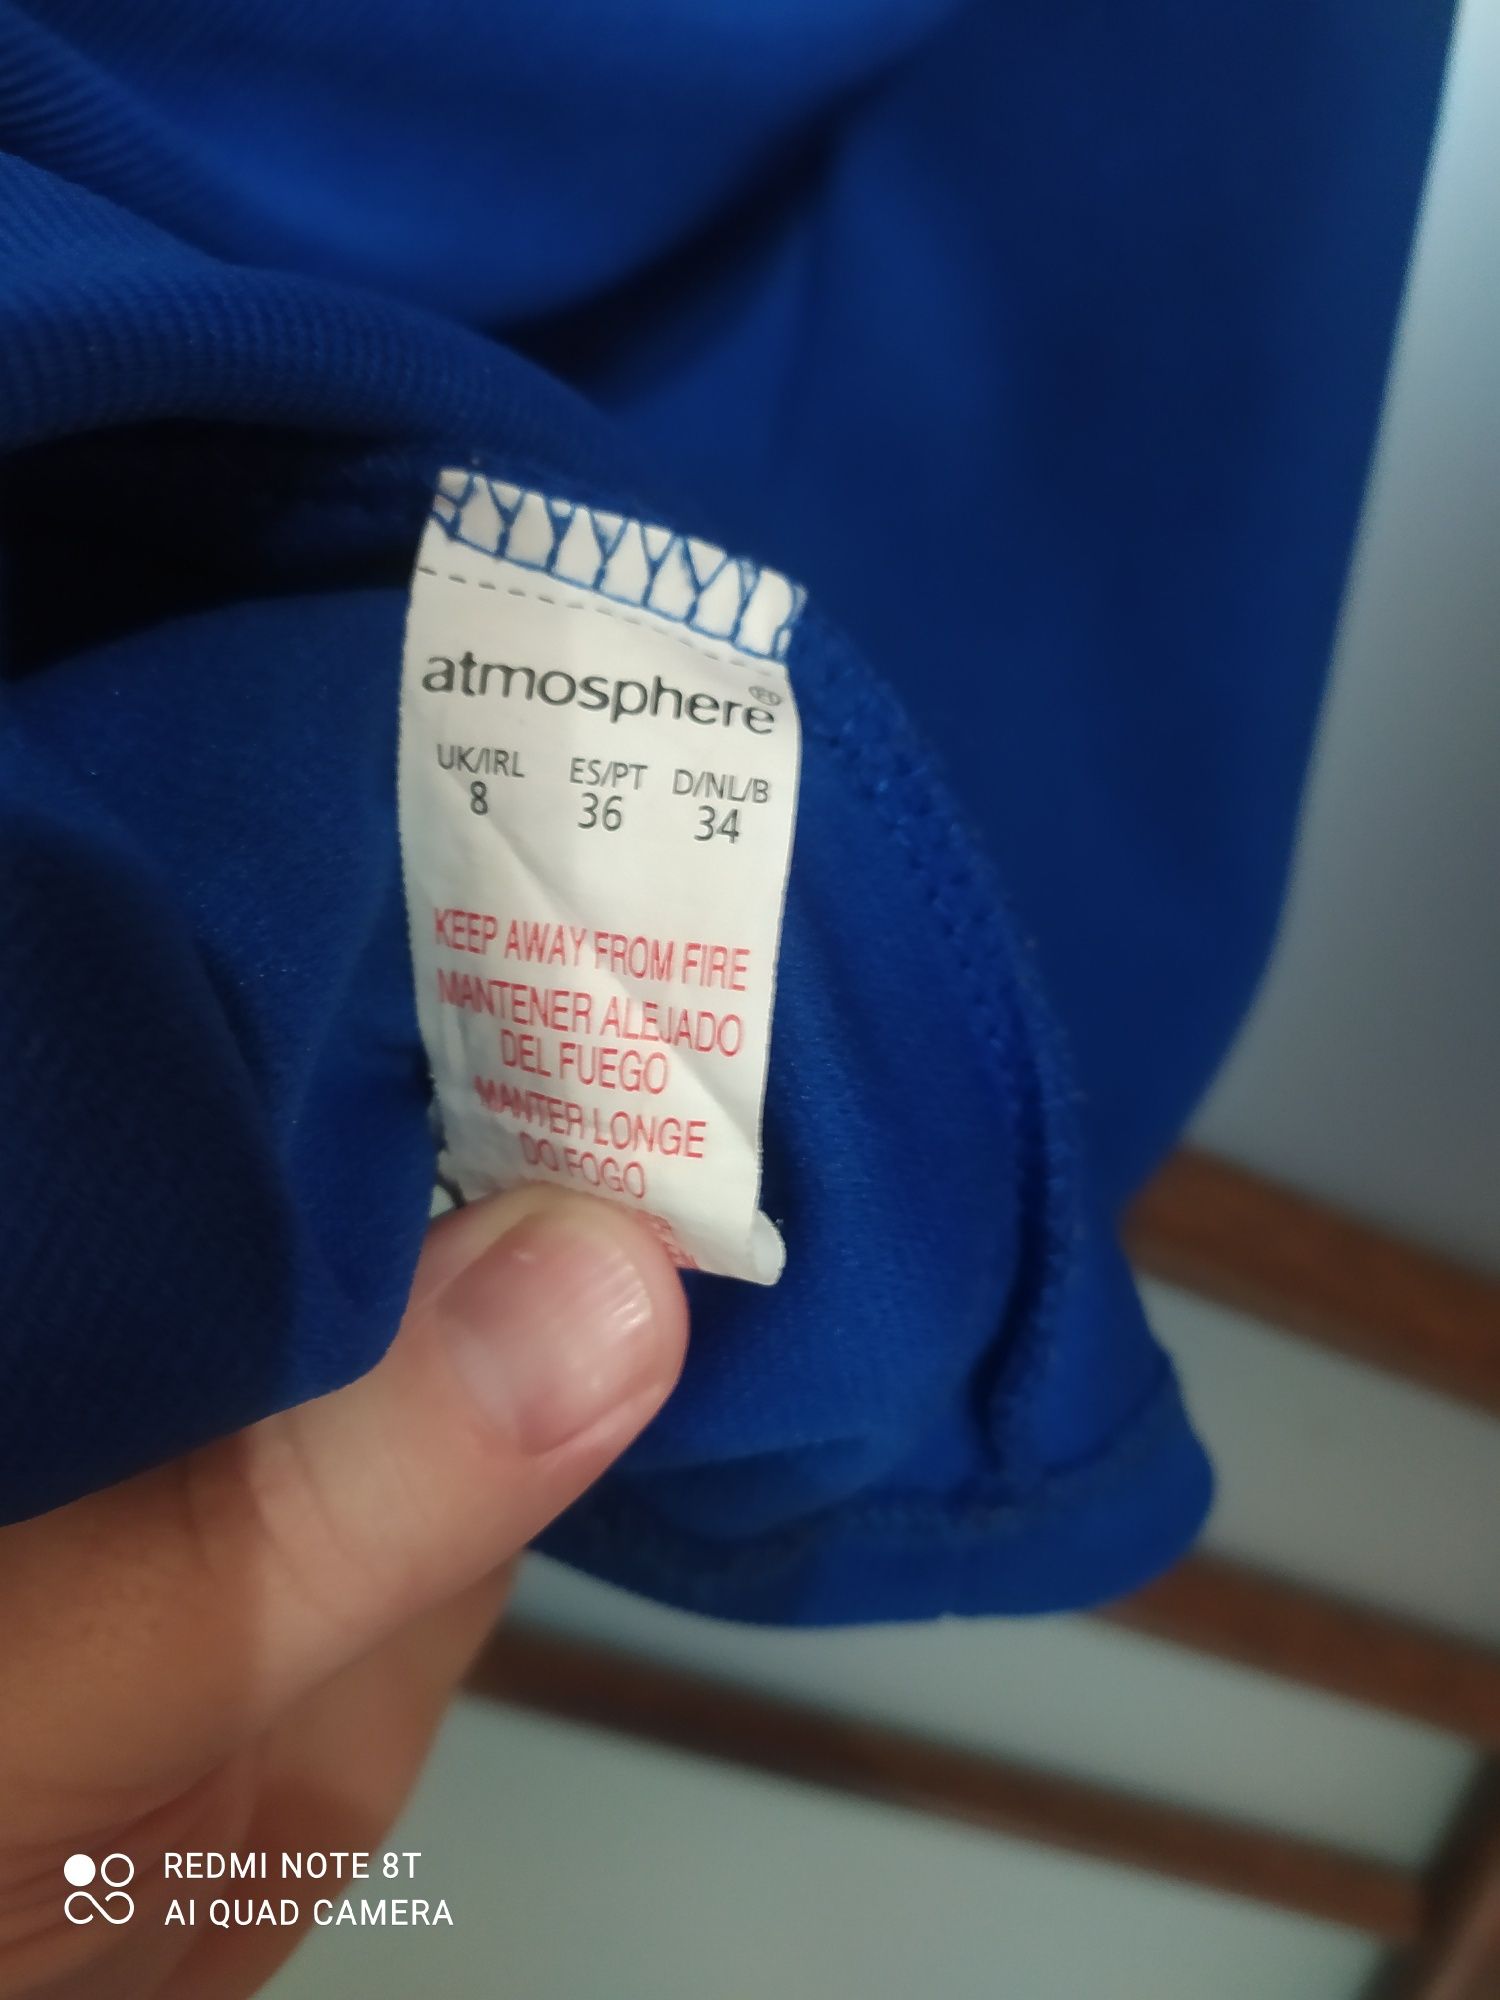 atmosphere®
UK/IRL ES/PT D/NL/B
8 36 34
KEEP AWAY FROM FIRE
MANTENER ALEJADO
DEL FUEGO
MANTER LONGE
DO FOGO
REDMI NOTE 8T
AI QUAD CAMERA